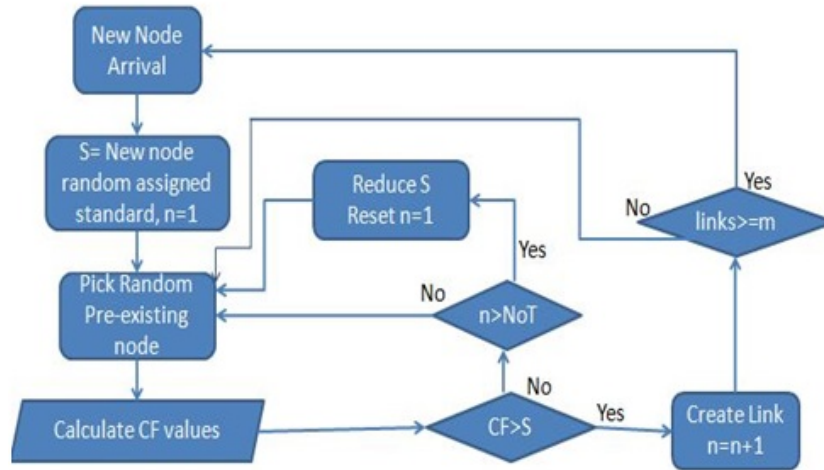 New Node
Arrival
S= New node
random assigned
standard, n=1
Reduce S
Reset n=1
Yes
No
links>=m
Yes
Pick Random
Pre-existing
node
No
n>NoT
No
Calculate CF values
CF>S
Yes
Create Link
n=n+1